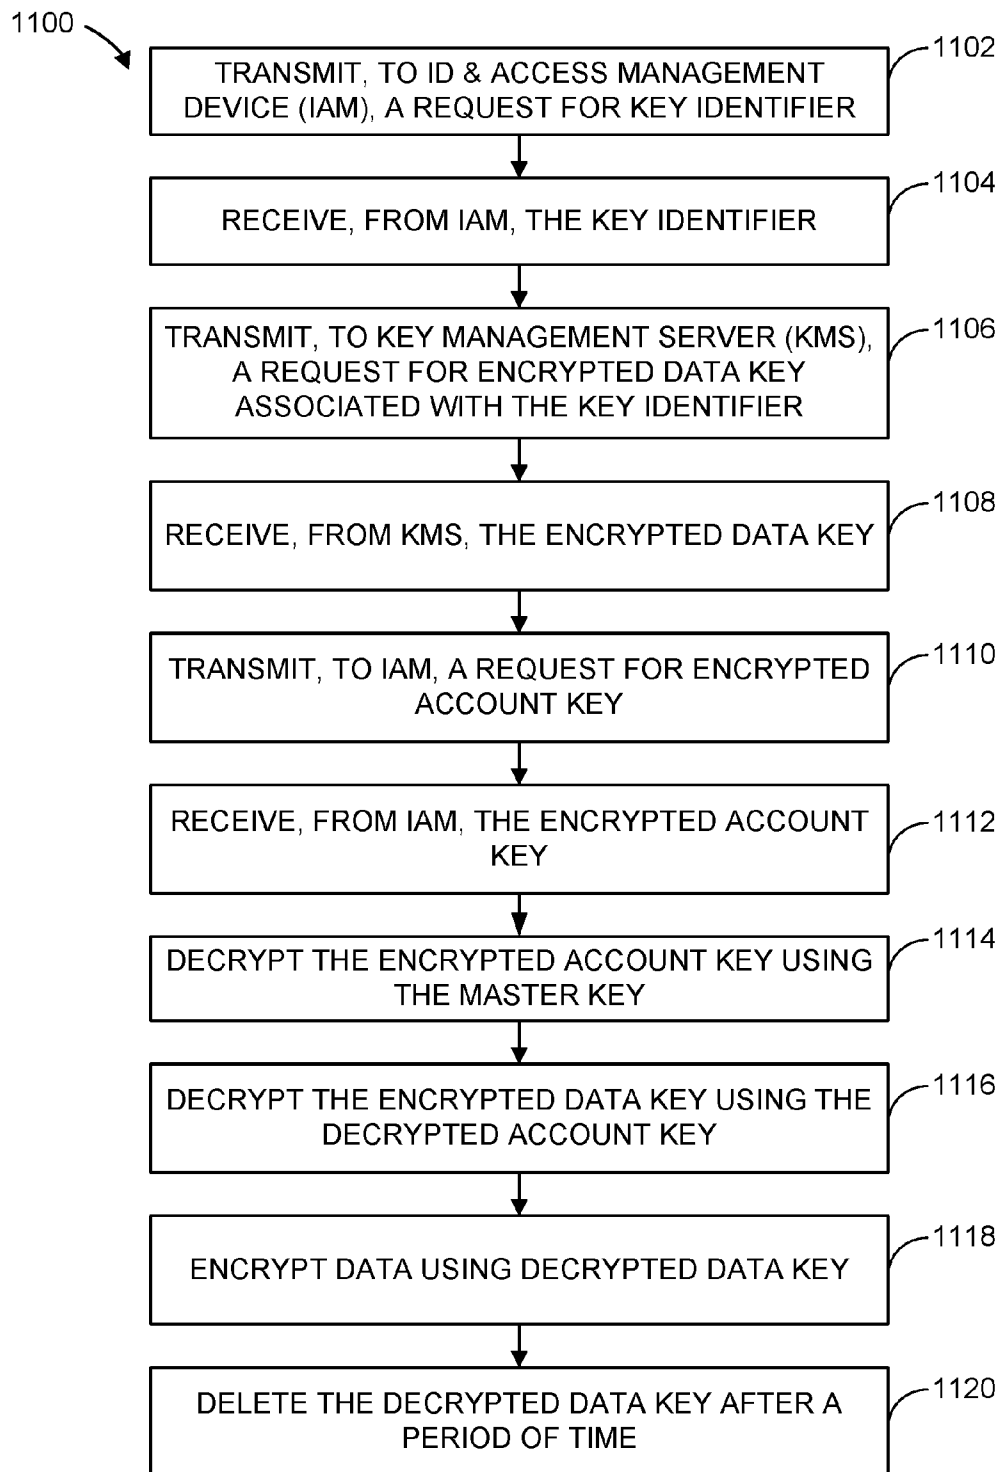 1100
1102
TRANSMIT, TO ID & ACCESS MANAGEMENT
DEVICE (IAM), A REQUEST FOR KEY IDENTIFIER
1104
RECEIVE, FROM IAM, THE KEY IDENTIFIER
1106
TRANSMIT, TO KEY MANAGEMENT SERVER (KMS),
A REQUEST FOR ENCRYPTED DATA KEY
ASSOCIATED WITH THE KEY IDENTIFIER
1108
RECEIVE, FROM KMS, THE ENCRYPTED DATA KEY
1110
TRANSMIT, TO IAM, A REQUEST FOR ENCRYPTED
ACCOUNT KEY
1112
RECEIVE, FROM IAM, THE ENCRYPTED ACCOUNT
KEY
1114
DECRYPT THE ENCRYPTED ACCOUNT KEY USING
THE MASTER KEY
1116
DECRYPT THE ENCRYPTED DATA KEY USING THE
DECRYPTED ACCOUNT KEY
1118
ENCRYPT DATA USING DECRYPTED DATA KEY
1120
DELETE THE DECRYPTED DATA KEY AFTER A
PERIOD OF TIME